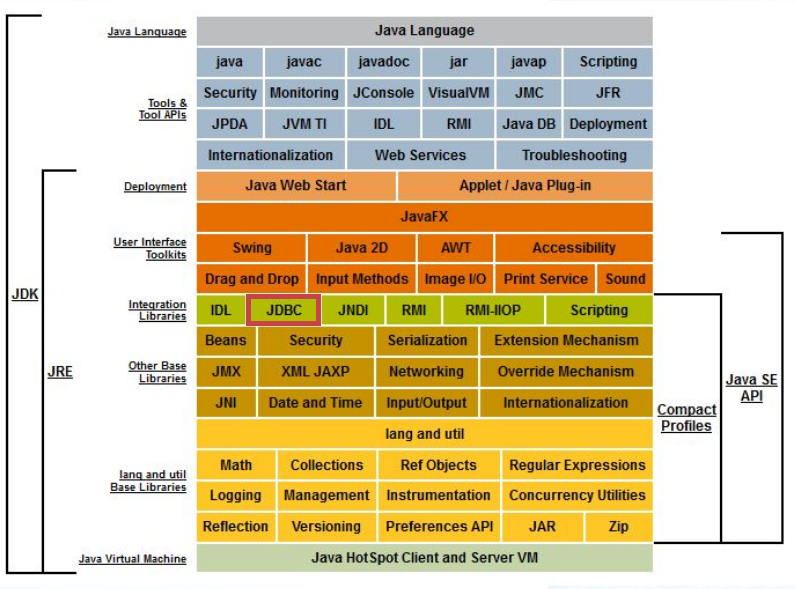 Java Language Java Language
java javac javadoc jar javap Scripting
Security Monitoring JConsole VisualVM JMC JFR
Tools &
Tool APIs
JPDA JVM TI IDL RMI Java DB Deployment
Internationalization Web Services Troubleshooting
Deployment Java Web Start Applet / Java Plug-in
JavaFX
User Interface
Toolkits
Swing Java 2D AWT Accessibility
Drag and Drop Input Methods Image I/O Print Service Sound
JDK
Integration
Libraries
IDL JDBC JNDI RMI RMI-IIOP Scripting
Beans Security Serialization Extension Mechanism
JRE
Other Base
Libraries
JMX XML JAXP Networking Override Mechanism
Java SE
API
JNI Date and Time Input/Output Internationalization
Compact
Profiles
lang and util
Math Collections Ref Objects Regular Expressions
lang and util
Base Libraries
Logging Management Instrumentation Concurrency Utilities
Reflection Versioning Preferences API JAR Zip
Java Virtual Machine Java HotSpot Client and Server VM